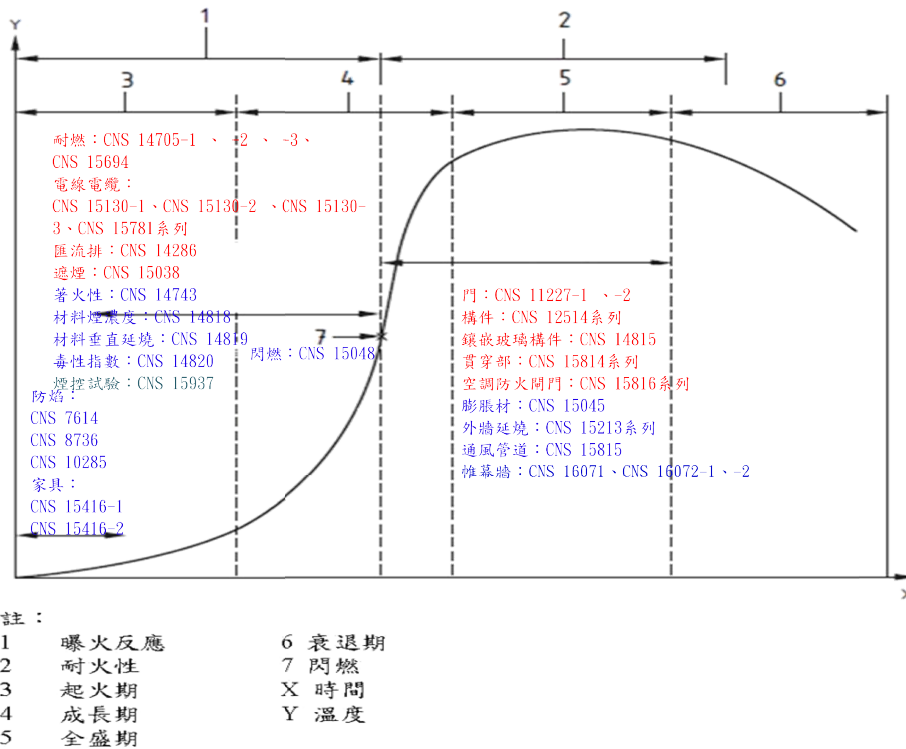 Y
1
2
3
4
5
6
耐燃：CNS 14705-1 、 -2 、 -3、
CNS 15694
電線電纜：
CNS 15130-1、CNS 15130-2 、CNS 15130-
3、CNS 15781系列
匯流排：CNS 14286
遮煙：CNS 15038
著火性：CNS 14743
材料煙濃度：CNS 14818
材料垂直延燒：CNS 14819
毒性指數：CNS 14820
煙控試驗：CNS 15937
7
閃燃：CNS 15048
防焰：
CNS 7614
CNS 8736
CNS 10285
家具：
CNS 15416-1
CNS 15416-2
門：CNS 11227-1 、-2
構件：CNS 12514系列
鑲嵌玻璃構件：CNS 14815
貫穿部：CNS 15814系列
空調防火閘門：CNS 15816系列
膨脹材：CNS 15045
外牆延燒：CNS 15213系列
通風管道：CNS 15815
帷幕牆：CNS 16071、CNS 16072-1、-2
X
註：
1 曝火反應
2 耐火性
3 起火期
4 成長期
5 全盛期
6 衰退期
7 閃燃
X 時間
Y 溫度